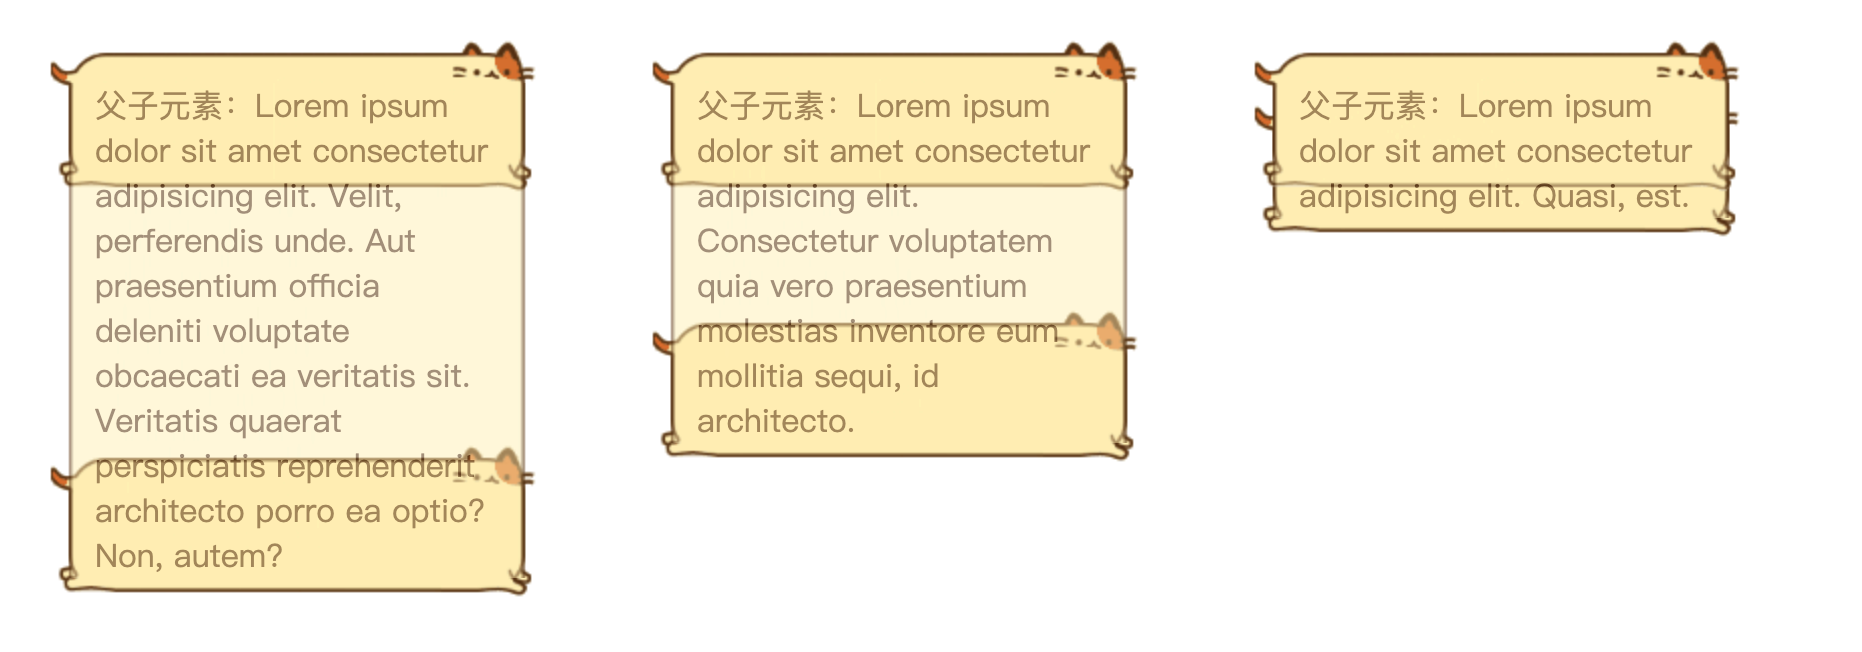 父子元素：Lorem ipsum
dolor sit amet consectetur
adipisicing elit. Velit,
perferendis unde. Aut
praesentium officia
deleniti voluptate
obcaecati ea veritatis sit.
Veritatis quaerat
perspiciatis reprehenderit
architecto porro ea optio?
Non, autem?
父子元素：Lorem ipsum
dolor sit amet consectetur
adipisicing elit.
Consectetur voluptatem
quia vero praesentium
molestias inventore eum
mollitia sequi, id
architecto.
父子元素：Lorem ipsum
dolor sit amet consectetur
adipisicing elit. Quasi, est.